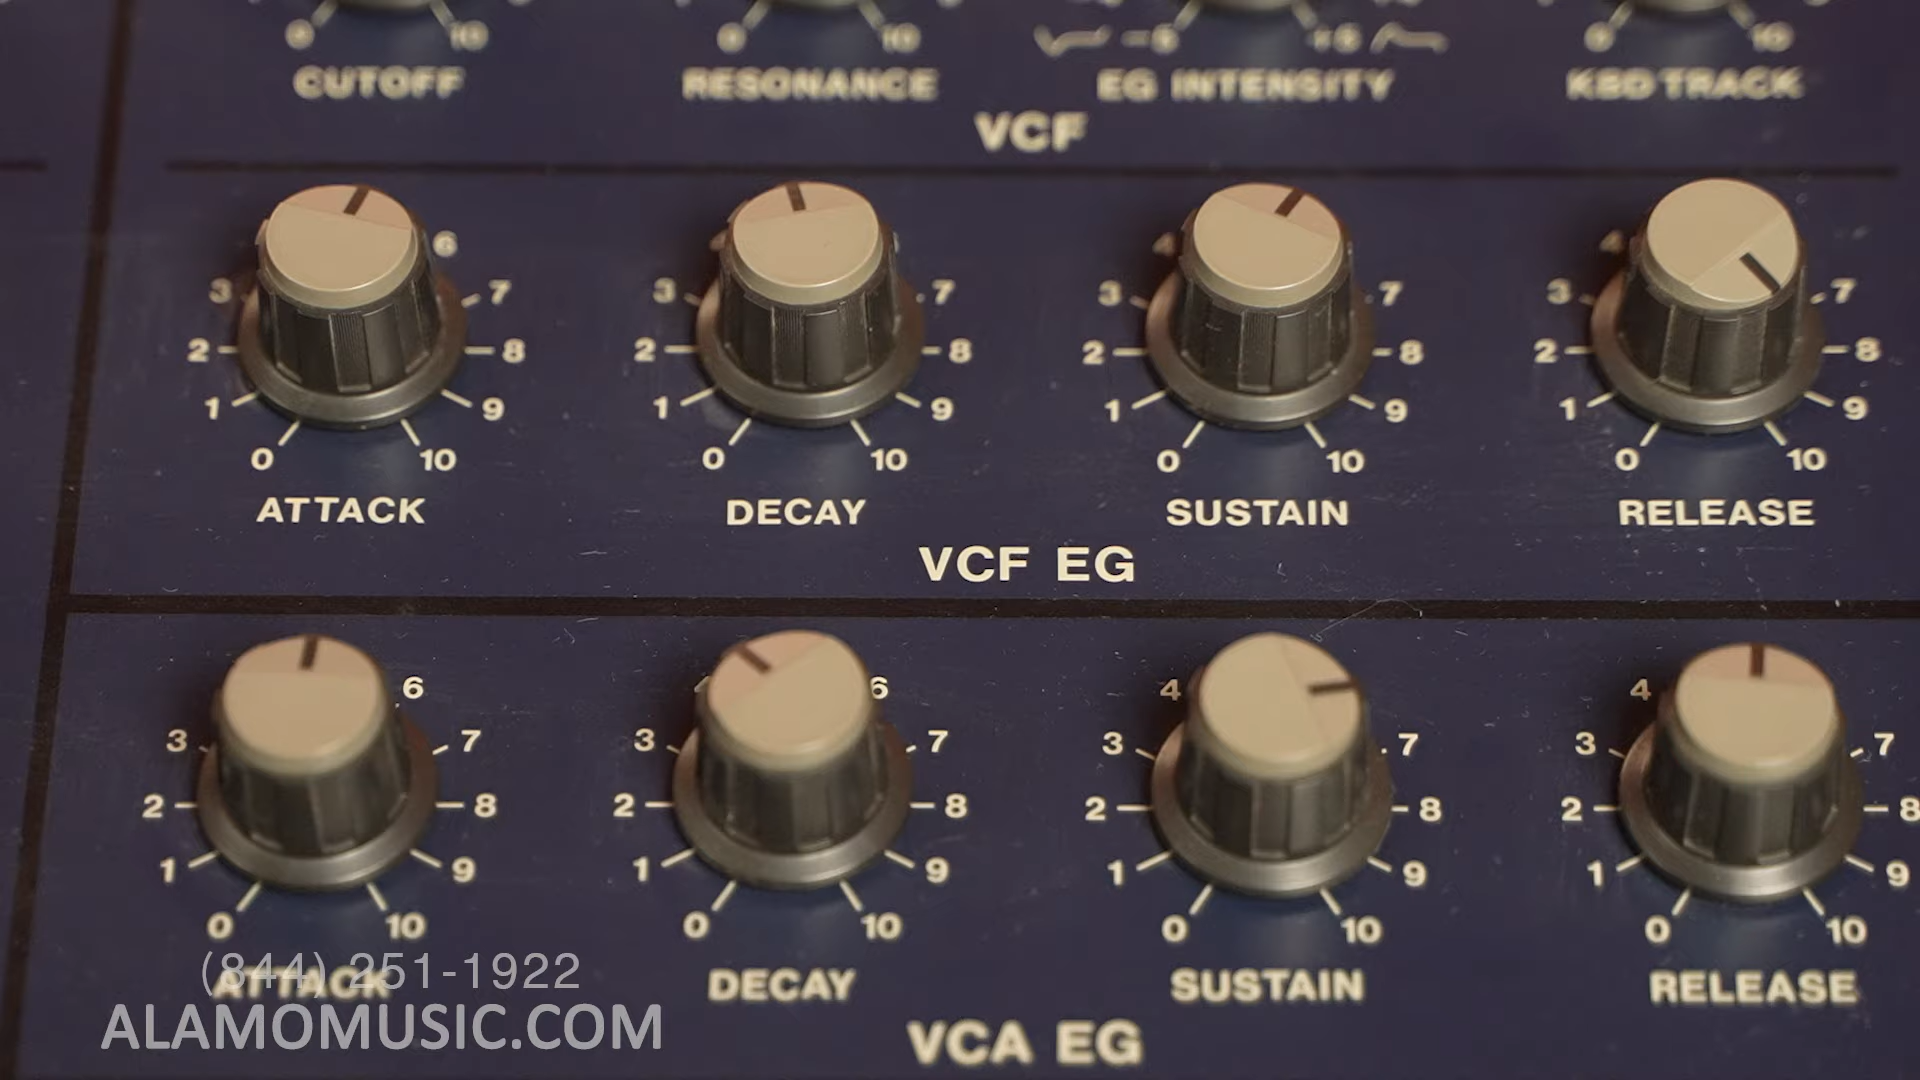 0 10 0 10 -5 +5 0 10
CUTOFF RESONANCE EG INTENSITY KBD TRACK
VCF
6 4 4
3 7 3 7 3 7 3 7
2 8 2 8 2 8 2 8
1 9 1 9 1 9 1 9
0 10 0 10 0 10 0 10
ATTACK DECAY SUSTAIN RELEASE
VCF EG
6 6 4 4
3 7 3 7 3 7 3 7
2 8 2 8 2 8 2 8
1 9 1 9 1 9 1 9
0 10 0 10 0 10 0 10
(844) 251-1922
ATTACK DECAY SUSTAIN RELEASE
ALAMOMUSIC.COM
VCA EG